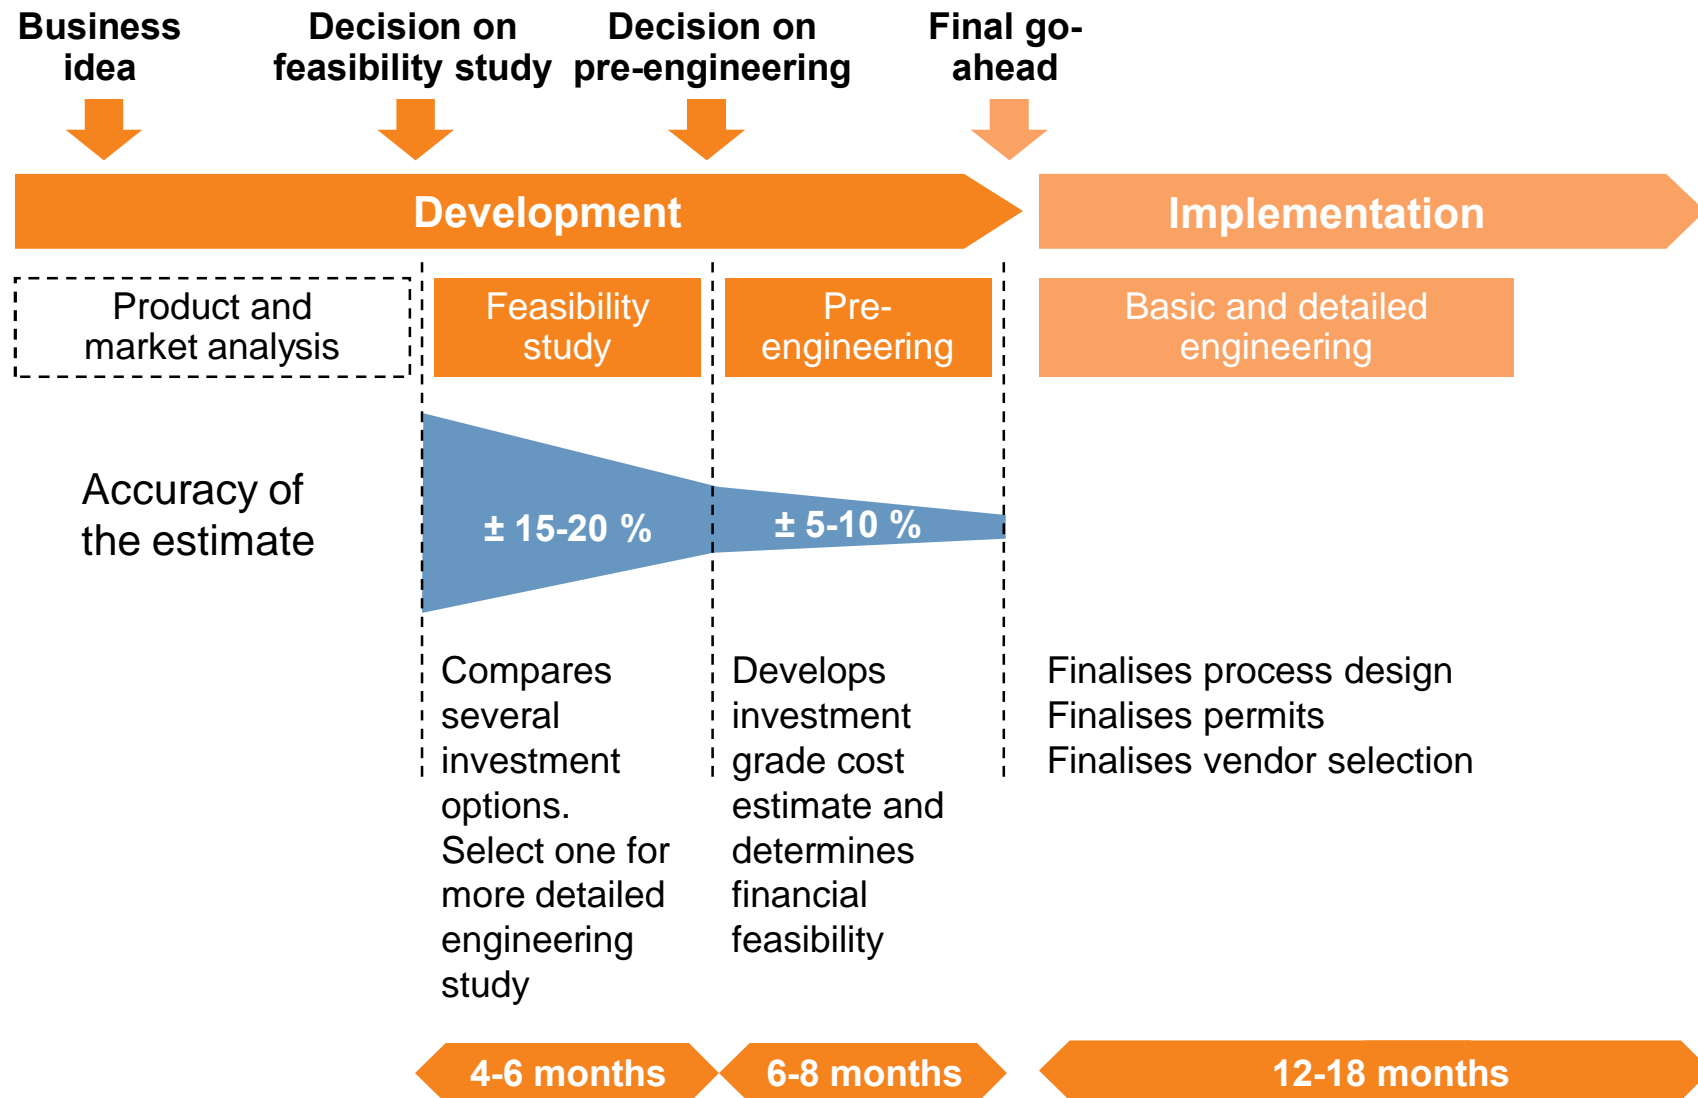 Business
idea
Decision on
feasibility study
Decision on
pre-engineering
Final go-
ahead
Development
Implementation
Product and
market analysis
Feasibility
study
Pre-
engineering
Basic and detailed
engineering
Accuracy of
the estimate
± 15-20 %
± 5-10 %
Compares
several
investment
options.
Select one for
more detailed
engineering
study
Develops
investment
grade cost
estimate and
determines
financial
feasibility
Finalises process design
Finalises permits
Finalises vendor selection
4-6 months
6-8 months
12-18 months